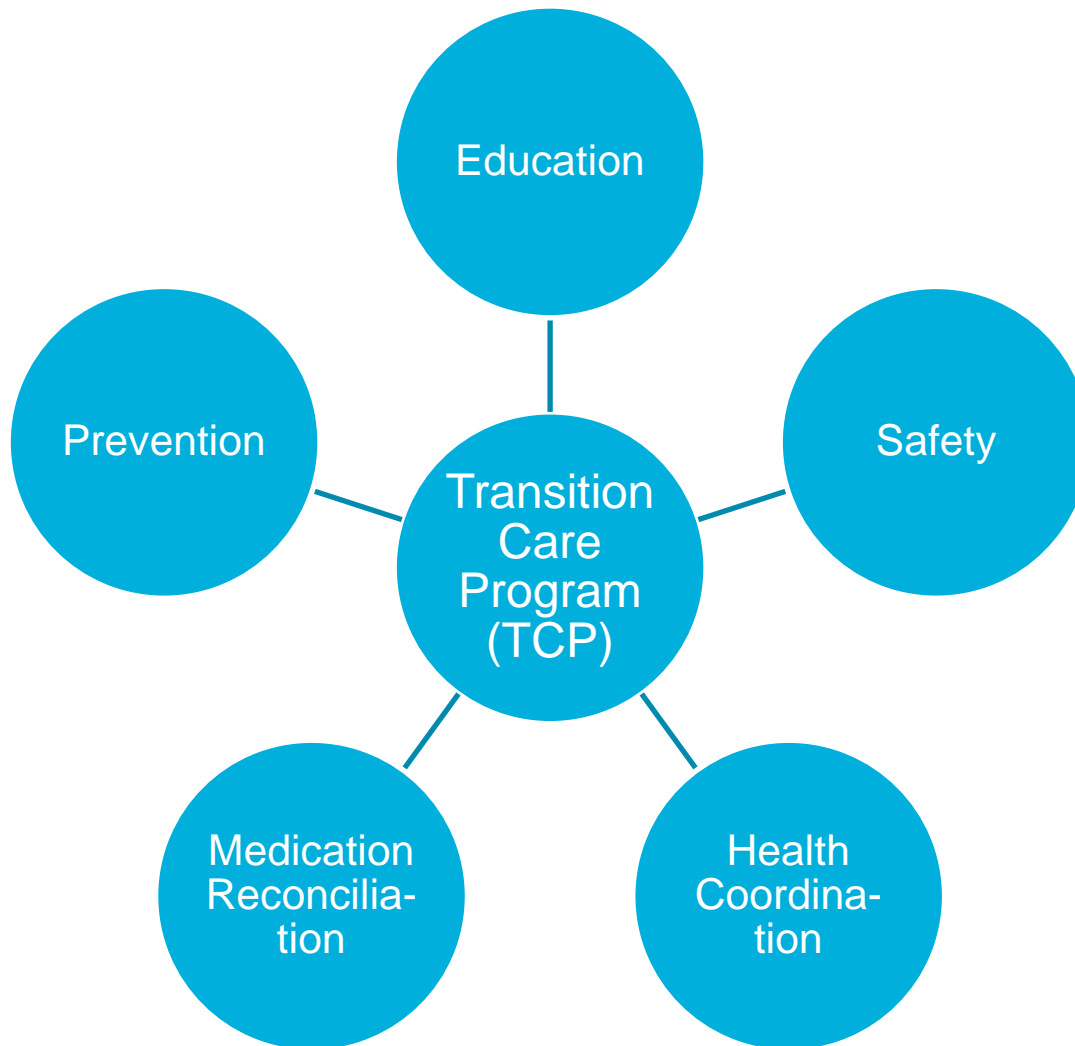 Education
Prevention
Safety
Transition
Care
Program
(TCP)
Medication
Reconcilia-
tion
Health
Coordina-
tion